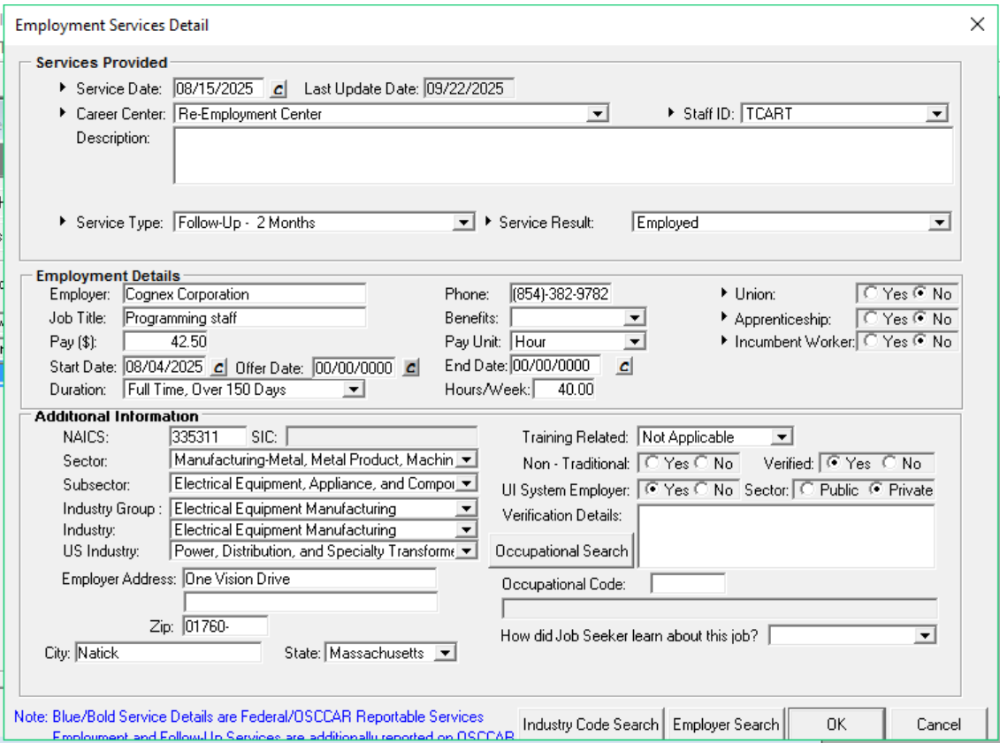 Employment Services Detail
Services Provided
Service Date: 08/15/2025 c Last Update Date: 09/22/2025
Career Center: Re-Employment Center Staff ID: TCART
Description:
Service Type: Follow-Up - 2 Months Service Result: Employed
Employment Details
Employer: Cognex Corporation Phone: (854)-382-9782 Union: Yes No
Job Title: Programming staff Benefits: Apprenticeship: Yes No
Pay ($): 42.50 Pay Unit: Hour Incumbent Worker: Yes No
Start Date: 08/04/2025 c Offer Date: 00/00/0000 c End Date: 00/00/0000 c
Duration: Full Time, Over 150 Days Hours/Week: 40.00
Additional Information
NAICS: 335311 SIC: Training Related: Not Applicable
Sector: Manufacturing-Metal, Metal Product, Machin Non - Traditional: Yes No Verified: Yes No
Subsector: Electrical Equipment, Appliance, and Compor UI System Employer: Yes No Sector: Public Private
Industry Group : Electrical Equipment Manufacturing Verification Details:
Industry: Electrical Equipment Manufacturing
US Industry: Power, Distribution, and Specialty Transforme Occupational Search
Employer Address: One Vision Drive Occupational Code:
Zip: 01760-
How did Job Seeker learn about this job?
City: Natick State: Massachusetts
Note: Blue/Bold Service Details are Federal/OSCCAR Reportable Services
Employment and Follow-Up Services are additionally reported on OSCCAR
Industry Code Search Employer Search OK Cancel